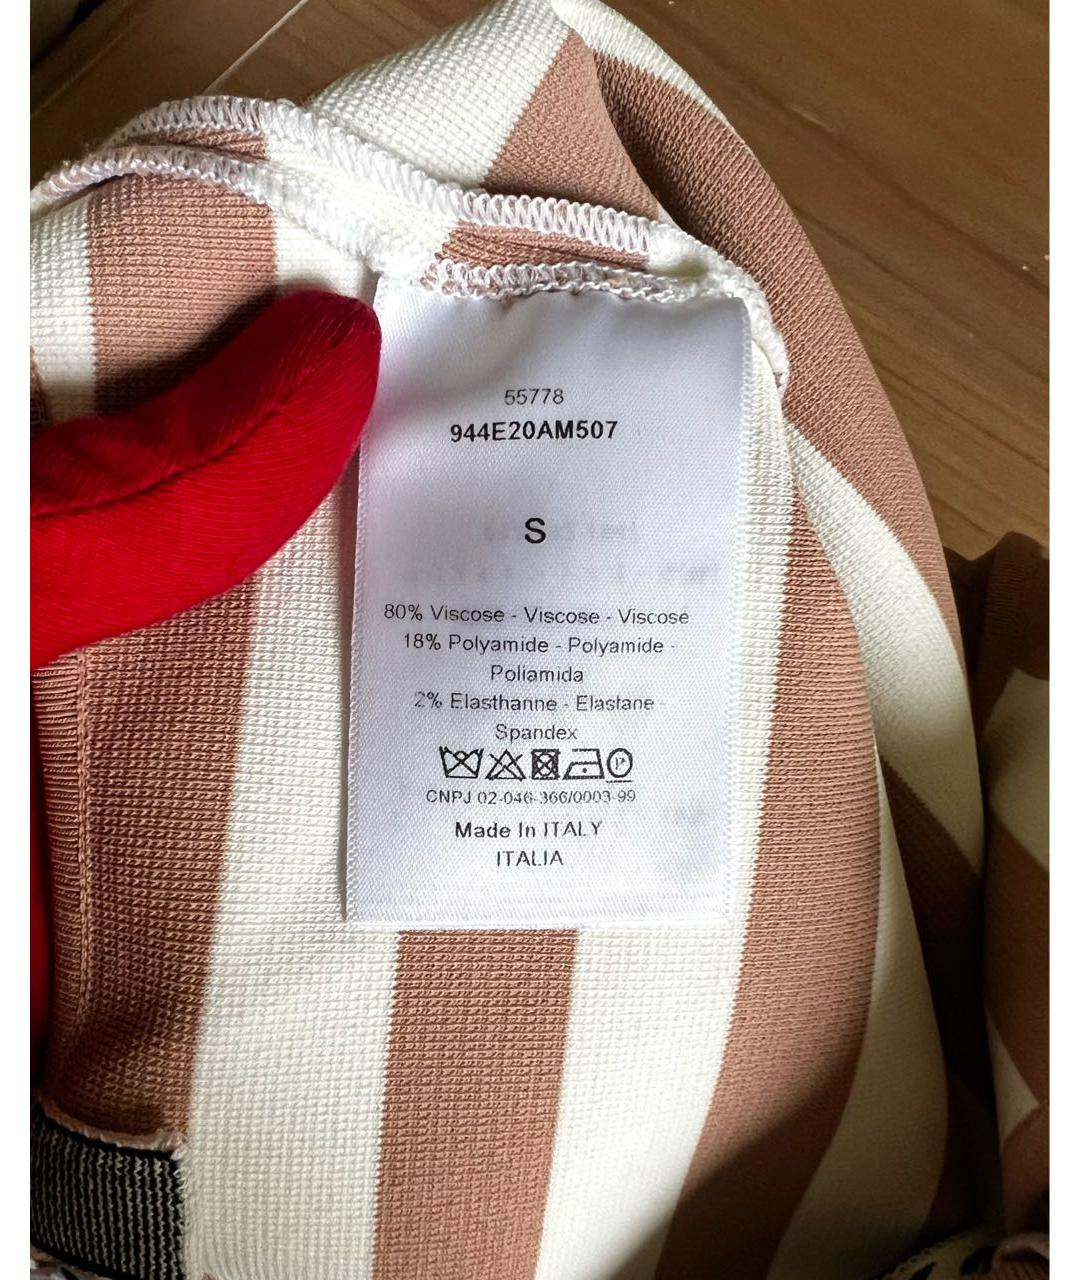 55778
944E20AM507
S
80% Viscose - Viscose - Viscose
18% Polyamide - Polyamide -
Poliamida
2% Elasthanne - Elastane -
Spandex
P
CNPJ 02-046-366/0003-99
Made In ITALY
ITALIA